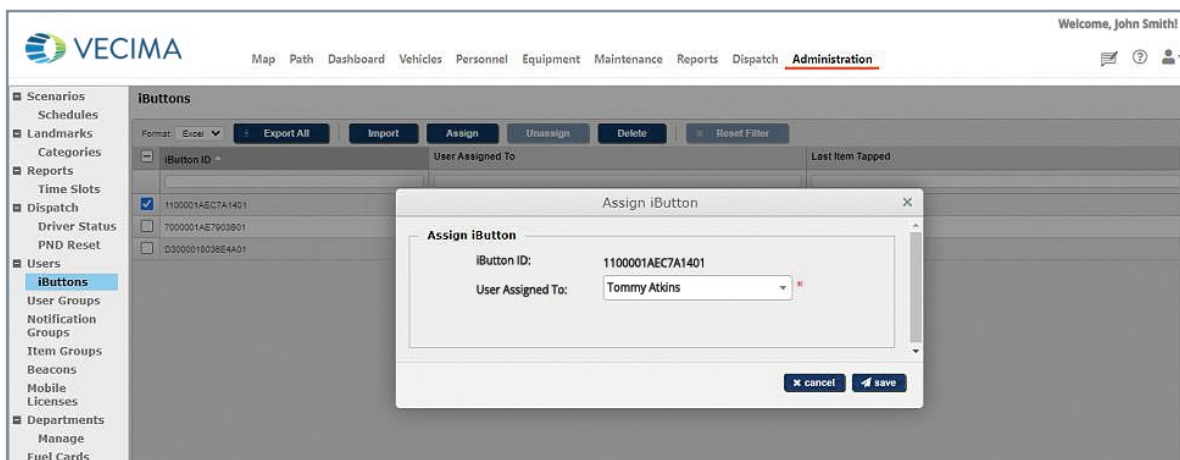 Welcome, John Smith!
VECIMA
Map Path Dashboard Vehicles Personnel Equipment Maintenance Reports Dispatch Administration
Scenarios
Schedules
Landmarks
Categories
Reports
Time Slots
Dispatch
Driver Status
PND Reset
Users
iButtons
User Groups
Notification
Groups
Item Groups
Beacons
Mobile
Licenses
Departments
Manage
Fuel Cards
iButtons
Format: Excel Export All Import Assign Unassign Delete Reset Filter
iButton ID User Assigned To Last Item Tapped
1100001AEC7A1401
7000001AE7903B01
D3000018036E4A01
Assign iButton
Assign iButton
iButton ID: 1100001AEC7A1401
User Assigned To: Tommy Atkins *
cancel save